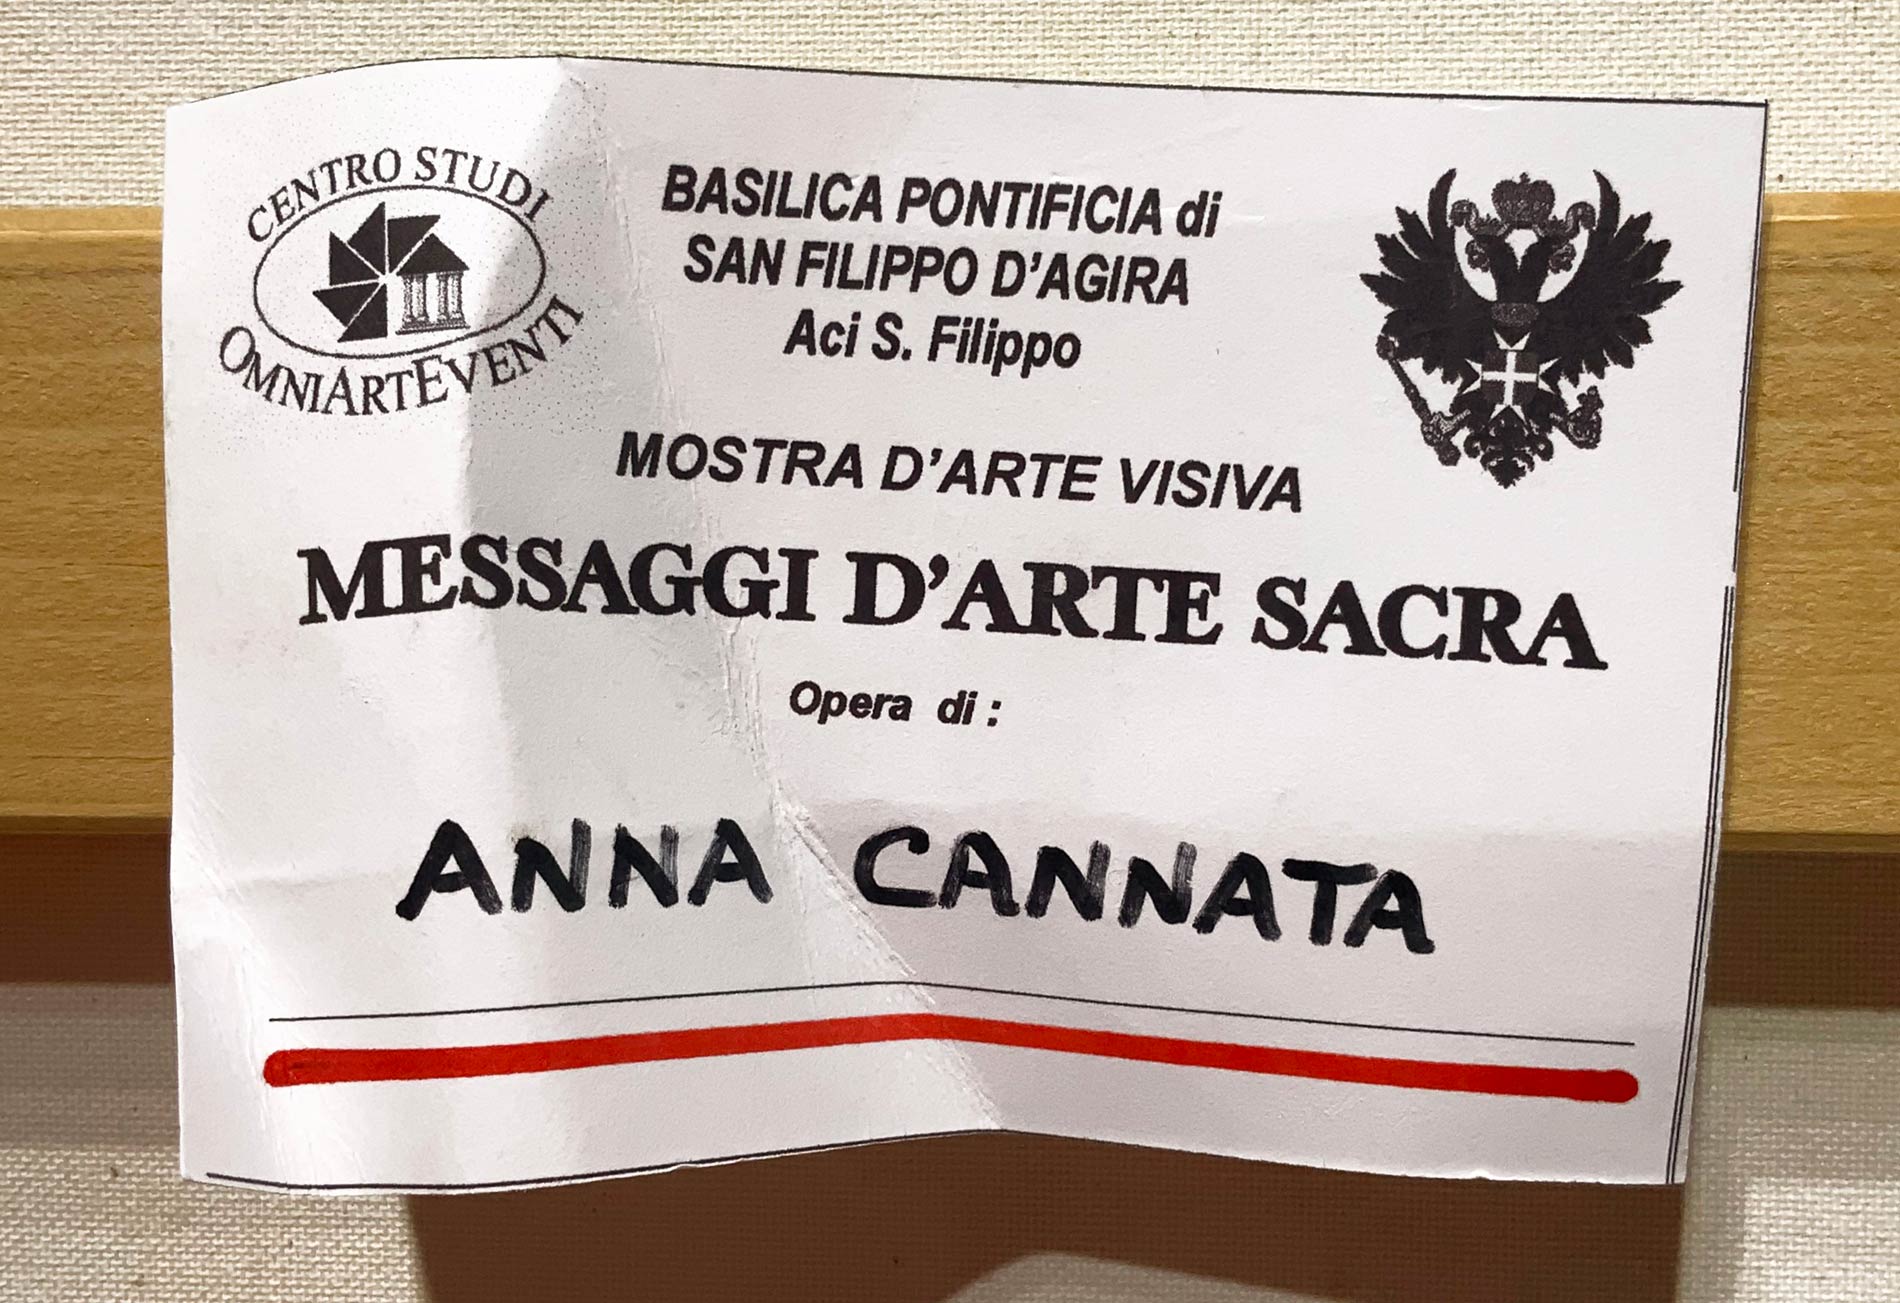 CENTRO STUDI
OMNIARTEVENTI
BASILICA PONTIFICIA di
SAN FILIPPO D'AGIRA
Aci S. Filippo
MOSTRA D'ARTE VISIVA
MESSAGGI D'ARTE SACRA
Opera di :
ANNA CANNATA